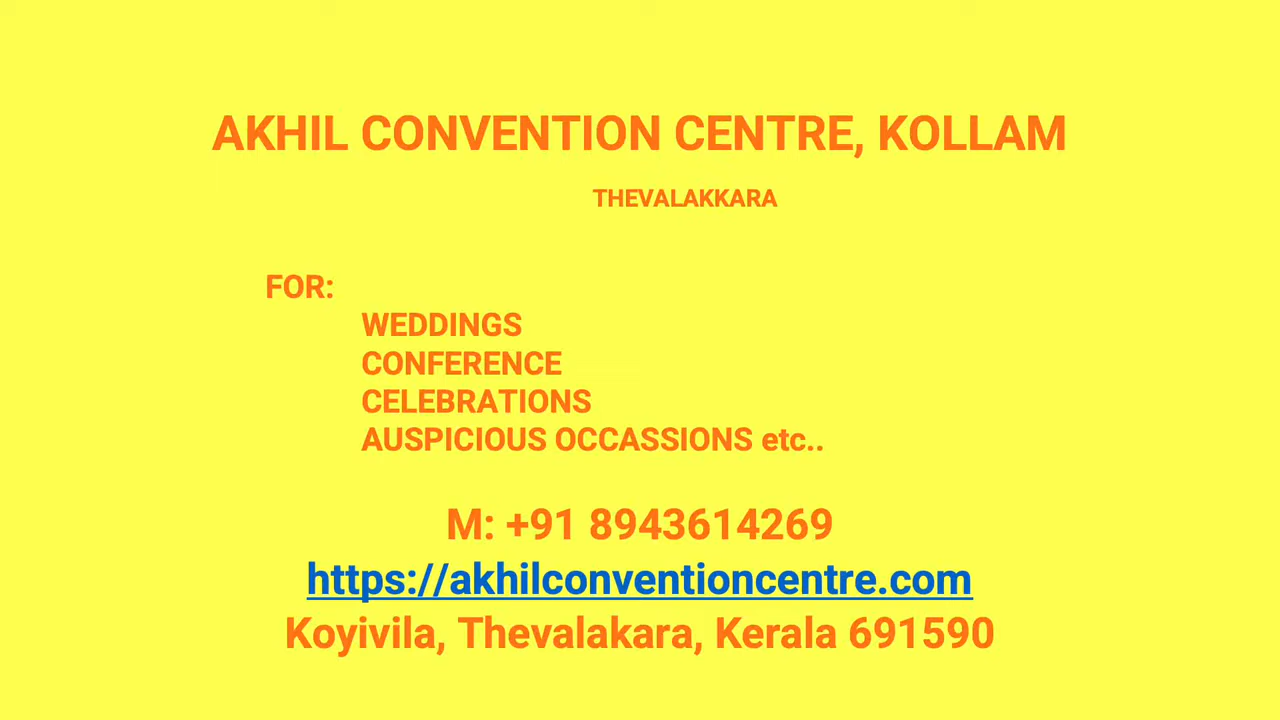 AKHIL CONVENTION CENTRE, KOLLAM
THEVALAKKARA
FOR:
WEDDINGS
CONFERENCE
CELEBRATIONS
AUSPICIOUS OCCASSIONS etc..
M: +91 8943614269
https://akhilconventioncentre.com
Koyivila, Thevalakara, Kerala 691590